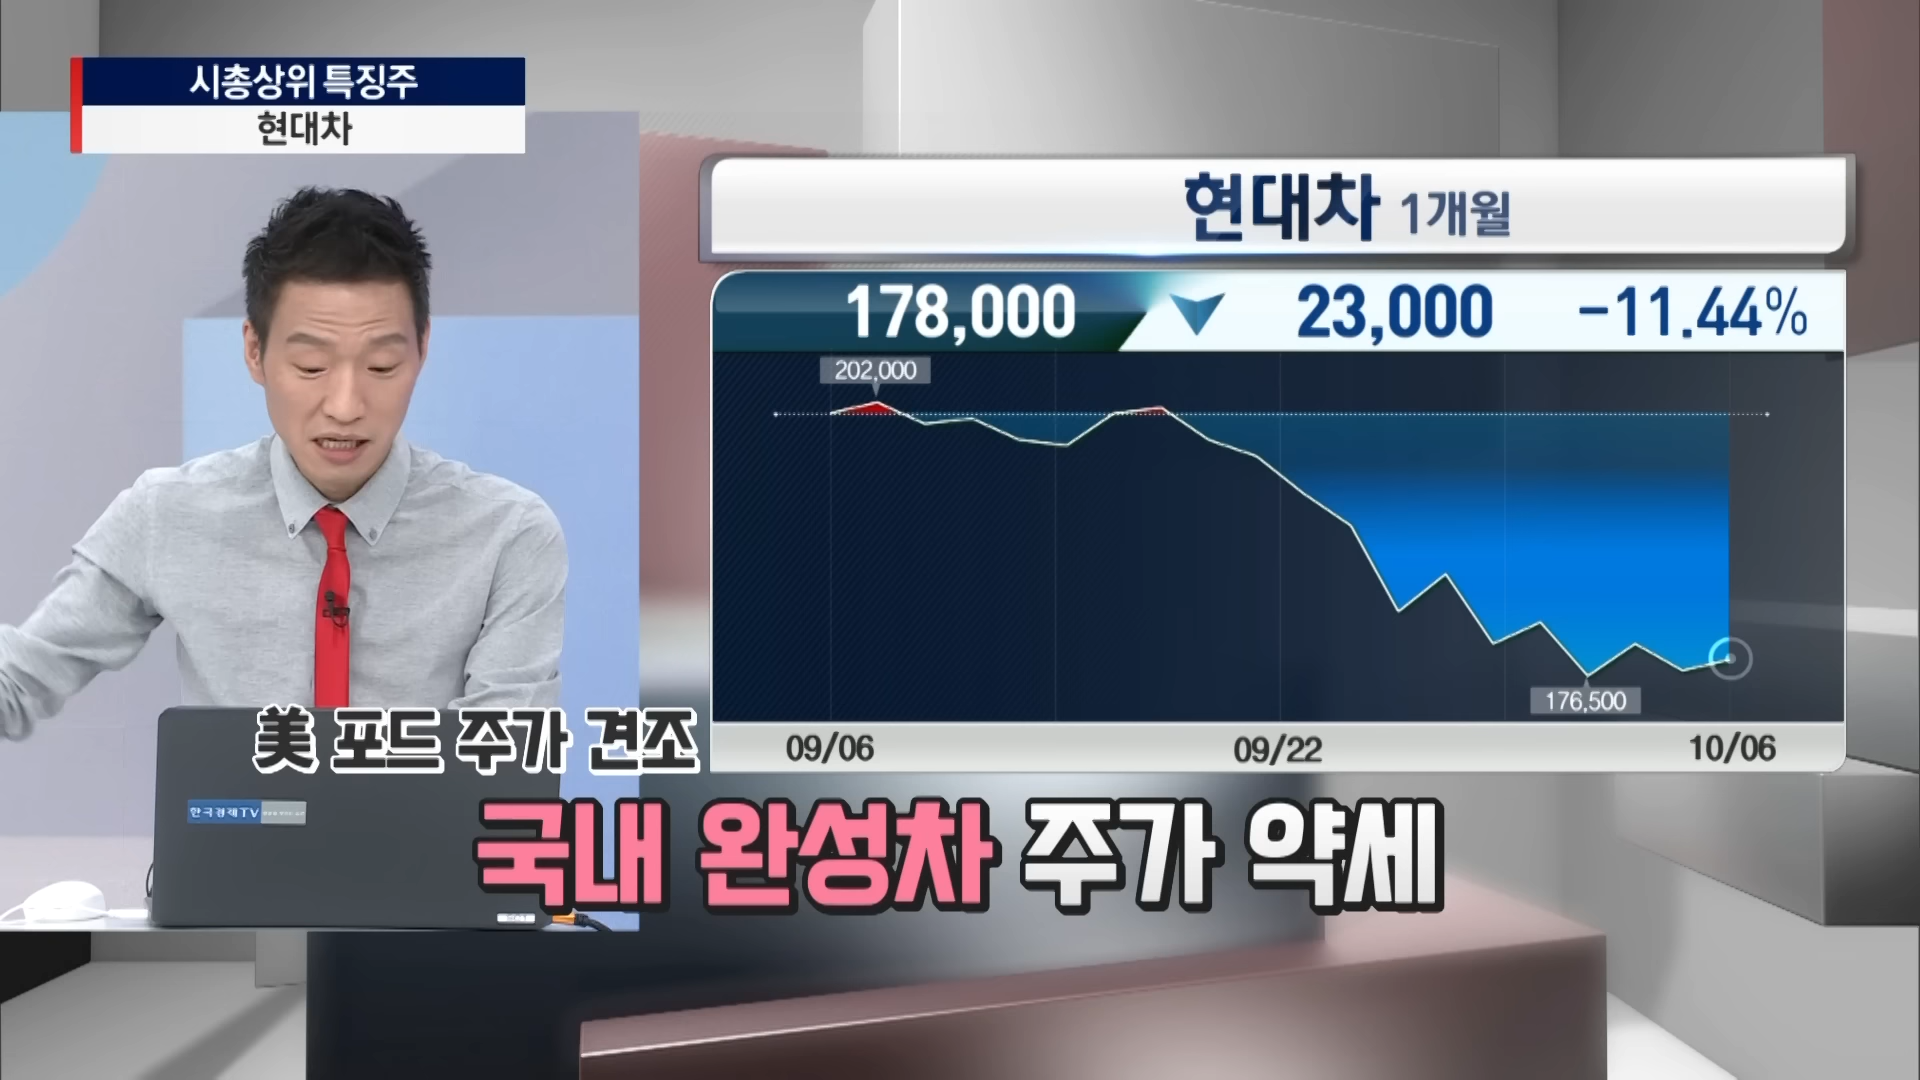 시총상위 특징주
현대차
현대차 1개월
178,000 ▼ 23,000 -11.44%
202,000
176,500
09/06 09/22 10/06
美 포드 주가 견조
국내 완성차 주가 약세
한국경제TV